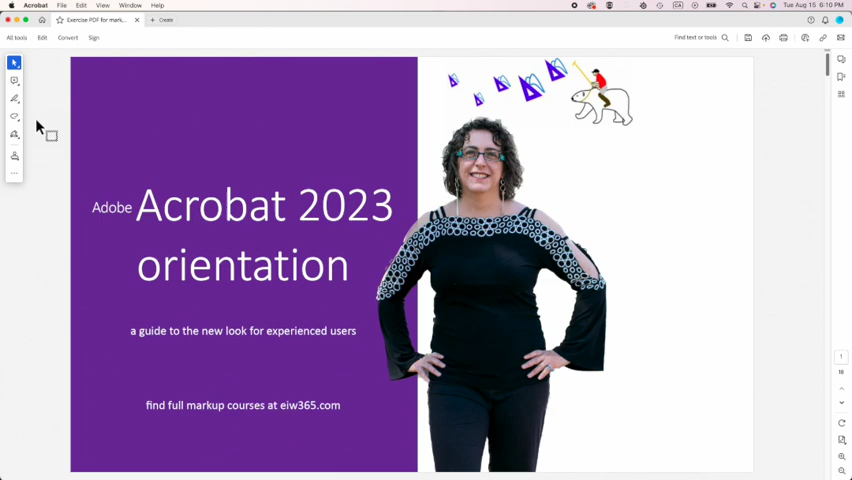 Acrobat File Edit View Window Help
CA
Tue Aug 15 6:10 PM
Exercise PDF for mark...
Create
All tools Edit Convert Sign
Find text or tools
Adobe Acrobat 2023
orientation
a guide to the new look for experienced users
find full markup courses at eiw365.com
1
18